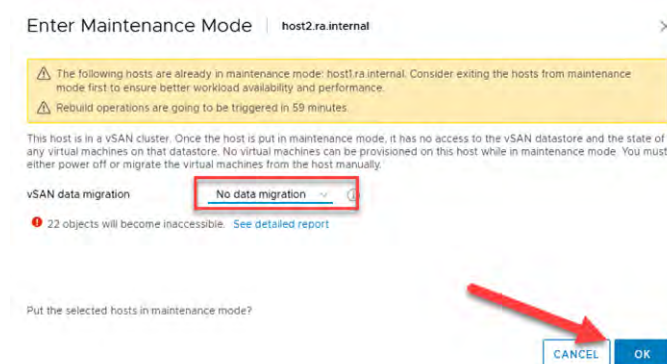 Enter Maintenance Mode | host2.ra.internal
The following hosts are already in maintenance mode: host1.ra.internal. Consider exiting the hosts from maintenance
mode first to ensure better workload availability and performance.
Rebuild operations are going to be triggered in 59 minutes.
This host is in a vSAN cluster. Once the host is put in maintenance mode, it has no access to the vSAN datastore and the state of
any virtual machines on that datastore. No virtual machines can be provisioned on this host while in maintenance mode. You must
either power off or migrate the virtual machines from the host manually.
vSAN data migration No data migration
22 objects will become inaccessible. See detailed report
Put the selected hosts in maintenance mode?
CANCEL OK